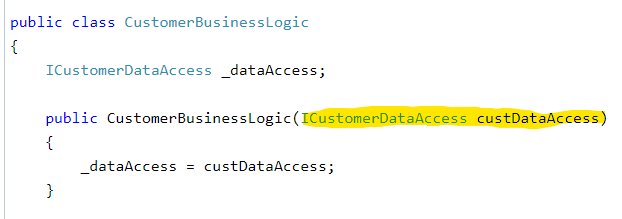 public class CustomerBusinessLogic
{
    ICustomerDataAccess _dataAccess;
    public CustomerBusinessLogic(ICustomerDataAccess custDataAccess)
    {
        _dataAccess = custDataAccess;
    }